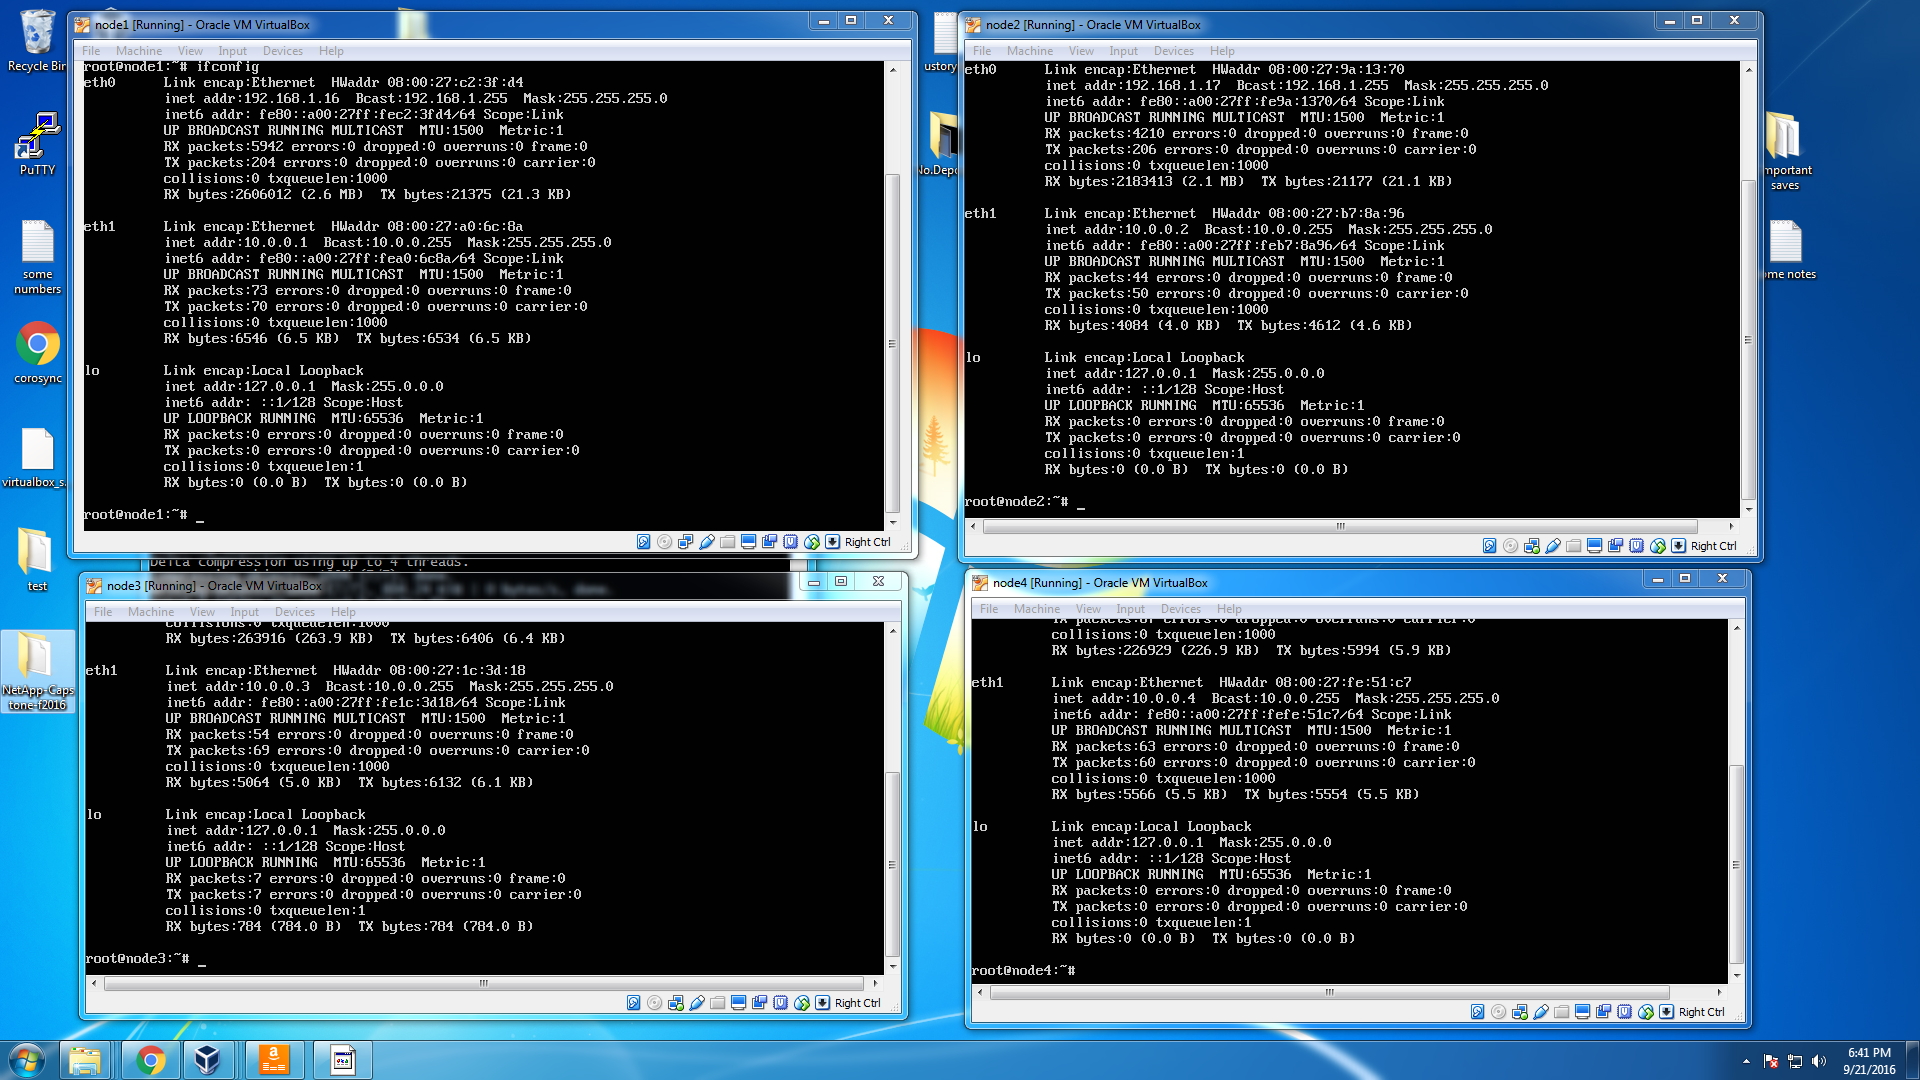 Recycle Bin
PuTTY
some
numbers
corosync
virtualbox_s.
test
NetApp-Caps
tone-f2016
node1 [Running] - Oracle VM VirtualBox
File Machine View Input Devices Help
root@node1:~# ifconfig
eth0 Link encap:Ethernet HWaddr 08:00:27:c2:3f:d4
inet addr:192.168.1.16 Bcast:192.168.1.255 Mask:255.255.255.0
inet6 addr: fe80::a00:27ff:fec2:3fd4/64 Scope:Link
UP BROADCAST RUNNING MULTICAST MTU:1500 Metric:1
RX packets:5942 errors:0 dropped:0 overruns:0 frame:0
TX packets:204 errors:0 dropped:0 overruns:0 carrier:0
collisions:0 txqueuelen:1000
RX bytes:2606012 (2.6 MB) TX bytes:21375 (21.3 KB)
eth1 Link encap:Ethernet HWaddr 08:00:27:a0:6c:8a
inet addr:10.0.0.1 Bcast:10.0.0.255 Mask:255.255.255.0
inet6 addr: fe80::a00:27ff:fea0:6c8a/64 Scope:Link
UP BROADCAST RUNNING MULTICAST MTU:1500 Metric:1
RX packets:73 errors:0 dropped:0 overruns:0 frame:0
TX packets:70 errors:0 dropped:0 overruns:0 carrier:0
collisions:0 txqueuelen:1000
RX bytes:6546 (6.5 KB) TX bytes:6534 (6.5 KB)
lo Link encap:Local Loopback
inet addr:127.0.0.1 Mask:255.0.0.0
inet6 addr: ::1/128 Scope:Host
UP LOOPBACK RUNNING MTU:65536 Metric:1
RX packets:0 errors:0 dropped:0 overruns:0 frame:0
TX packets:0 errors:0 dropped:0 overruns:0 carrier:0
collisions:0 txqueuelen:1
RX bytes:0 (0.0 B) TX bytes:0 (0.0 B)
root@node1:~# _
Right Ctrl
node2 [Running] - Oracle VM VirtualBox
File Machine View Input Devices Help
eth0 Link encap:Ethernet HWaddr 08:00:27:9a:13:70
inet addr:192.168.1.17 Bcast:192.168.1.255 Mask:255.255.255.0
inet6 addr: fe80::a00:27ff:fe9a:1370/64 Scope:Link
UP BROADCAST RUNNING MULTICAST MTU:1500 Metric:1
RX packets:4210 errors:0 dropped:0 overruns:0 frame:0
TX packets:206 errors:0 dropped:0 overruns:0 carrier:0
collisions:0 txqueuelen:1000
RX bytes:2183413 (2.1 MB) TX bytes:21177 (21.1 KB)
eth1 Link encap:Ethernet HWaddr 08:00:27:b7:8a:96
inet addr:10.0.0.2 Bcast:10.0.0.255 Mask:255.255.255.0
inet6 addr: fe80::a00:27ff:feb7:8a96/64 Scope:Link
UP BROADCAST RUNNING MULTICAST MTU:1500 Metric:1
RX packets:44 errors:0 dropped:0 overruns:0 frame:0
TX packets:50 errors:0 dropped:0 overruns:0 carrier:0
collisions:0 txqueuelen:1000
RX bytes:4084 (4.0 KB) TX bytes:4612 (4.6 KB)
lo Link encap:Local Loopback
inet addr:127.0.0.1 Mask:255.0.0.0
inet6 addr: ::1/128 Scope:Host
UP LOOPBACK RUNNING MTU:65536 Metric:1
RX packets:0 errors:0 dropped:0 overruns:0 frame:0
TX packets:0 errors:0 dropped:0 overruns:0 carrier:0
collisions:0 txqueuelen:1
RX bytes:0 (0.0 B) TX bytes:0 (0.0 B)
root@node2:~# _
Right Ctrl
ustory
No.Depo
mportant
saves
ome notes
Delta compression using up to 4 threads.
node3 [Running] - Oracle VM VirtualBox
File Machine View Input Devices Help
collisions:0 txqueuelen:1000
RX bytes:263916 (263.9 KB) TX bytes:6406 (6.4 KB)
eth1 Link encap:Ethernet HWaddr 08:00:27:1c:3d:18
inet addr:10.0.0.3 Bcast:10.0.0.255 Mask:255.255.255.0
inet6 addr: fe80::a00:27ff:fe1c:3d18/64 Scope:Link
UP BROADCAST RUNNING MULTICAST MTU:1500 Metric:1
RX packets:54 errors:0 dropped:0 overruns:0 frame:0
TX packets:69 errors:0 dropped:0 overruns:0 carrier:0
collisions:0 txqueuelen:1000
RX bytes:5064 (5.0 KB) TX bytes:6132 (6.1 KB)
lo Link encap:Local Loopback
inet addr:127.0.0.1 Mask:255.0.0.0
inet6 addr: ::1/128 Scope:Host
UP LOOPBACK RUNNING MTU:65536 Metric:1
RX packets:7 errors:0 dropped:0 overruns:0 frame:0
TX packets:7 errors:0 dropped:0 overruns:0 carrier:0
collisions:0 txqueuelen:1
RX bytes:784 (784.0 B) TX bytes:784 (784.0 B)
root@node3:~# _
Right Ctrl
node4 [Running] - Oracle VM VirtualBox
File Machine View Input Devices Help
TX packets:87 errors:0 dropped:0 overruns:0 carrier:0
collisions:0 txqueuelen:1000
RX bytes:226929 (226.9 KB) TX bytes:5994 (5.9 KB)
eth1 Link encap:Ethernet HWaddr 08:00:27:fe:51:c7
inet addr:10.0.0.4 Bcast:10.0.0.255 Mask:255.255.255.0
inet6 addr: fe80::a00:27ff:fefe:51c7/64 Scope:Link
UP BROADCAST RUNNING MULTICAST MTU:1500 Metric:1
RX packets:63 errors:0 dropped:0 overruns:0 frame:0
TX packets:60 errors:0 dropped:0 overruns:0 carrier:0
collisions:0 txqueuelen:1000
RX bytes:5566 (5.5 KB) TX bytes:5554 (5.5 KB)
lo Link encap:Local Loopback
inet addr:127.0.0.1 Mask:255.0.0.0
inet6 addr: ::1/128 Scope:Host
UP LOOPBACK RUNNING MTU:65536 Metric:1
RX packets:0 errors:0 dropped:0 overruns:0 frame:0
TX packets:0 errors:0 dropped:0 overruns:0 carrier:0
collisions:0 txqueuelen:1
RX bytes:0 (0.0 B) TX bytes:0 (0.0 B)
root@node4:~#
Right Ctrl
6:41 PM
9/21/2016